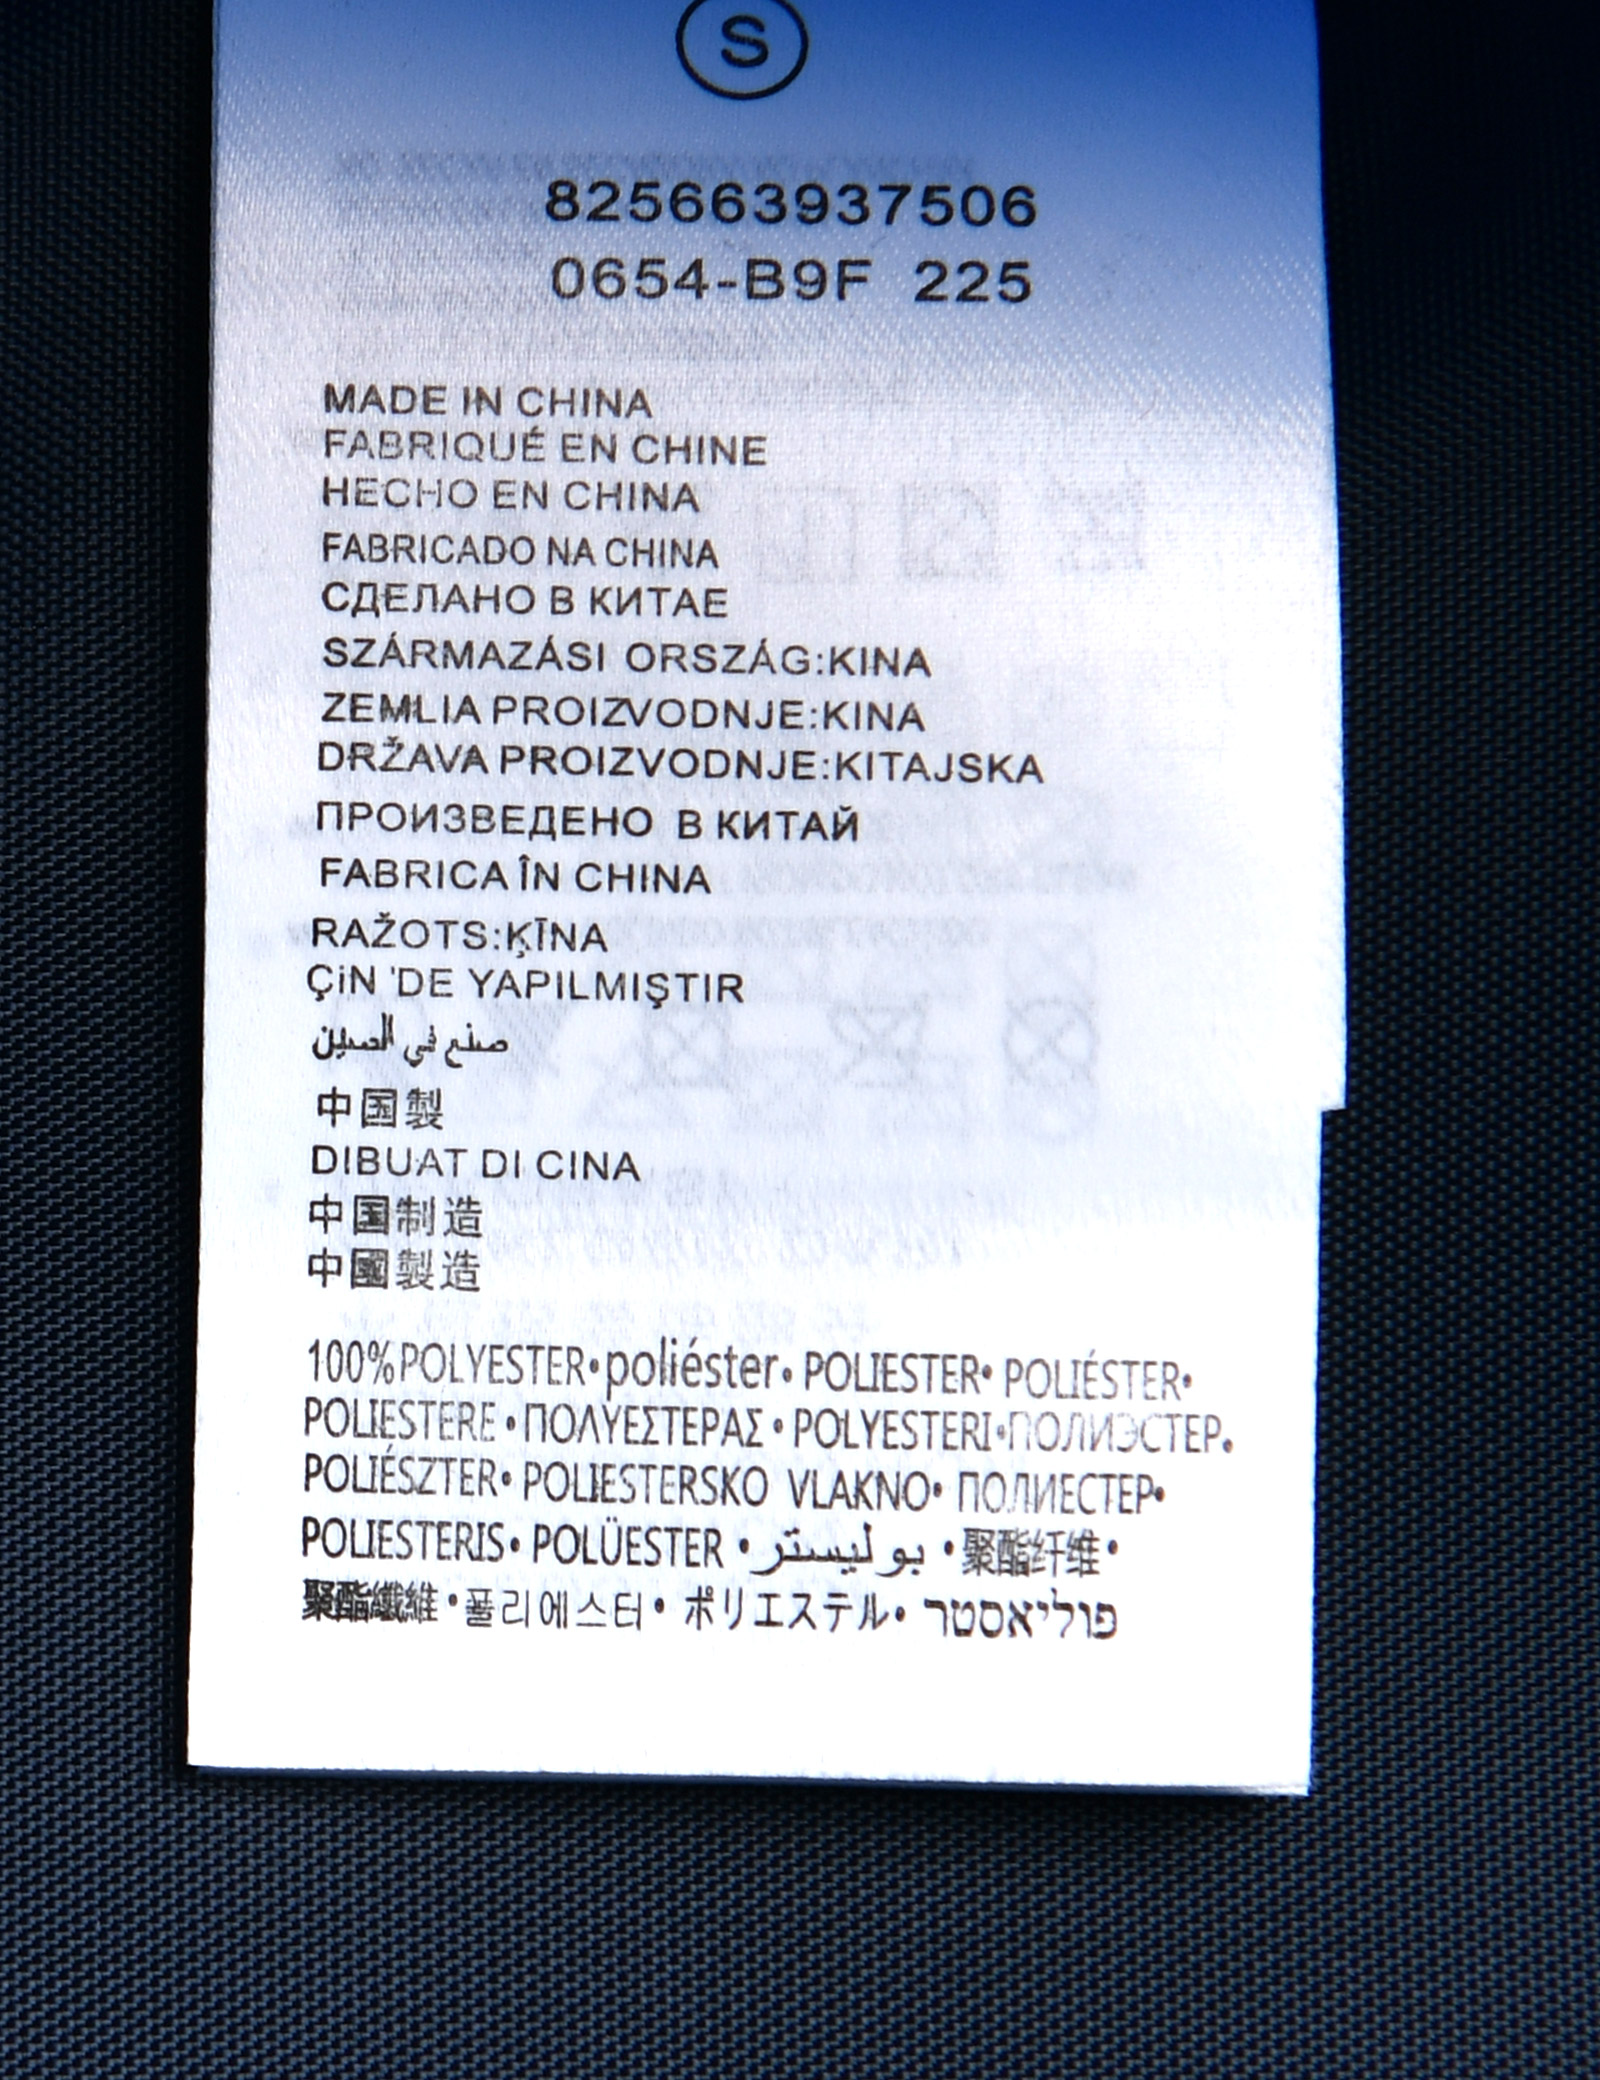 S
825663937506
0654-B9F 225
MADE IN CHINA
FABRIQUÉ EN CHINE
HECHO EN CHINA
FABRICADO NA CHINA
СДЕЛАНО В КИТАЕ
SZÁRMAZÁSI ORSZÁG:KINA
ZEMLIA PROIZVODNJE:KINA
DRŽAVA PROIZVODNJE:KITAJSKA
ПРОИЗВЕДЕНО В КИТАЙ
FABRICA ÎN CHINA
RAŽOTS:ĶĪNA
ÇiN 'DE YAPILMIŞTIR
صنع في الصين
中国製
DIBUAT DI CINA
中国制造
中國製造
100%POLYESTER•poliéster• POLIESTER• POLIÉSTER•
POLIESTERE•ΠΟΛΥΕΣΤΕΡΑΣ•POLYESTERI•ПОЛИЭСТЕР•
POLIÉSZTER• POLIESTERSKO VLAKNO• ПОЛИЕСТЕР•
POLIESTERIS• POLÜESTER • بوليستر •聚酯纤维•
聚酯纖維•폴리에스터• ポリエステル• פוליאסטר